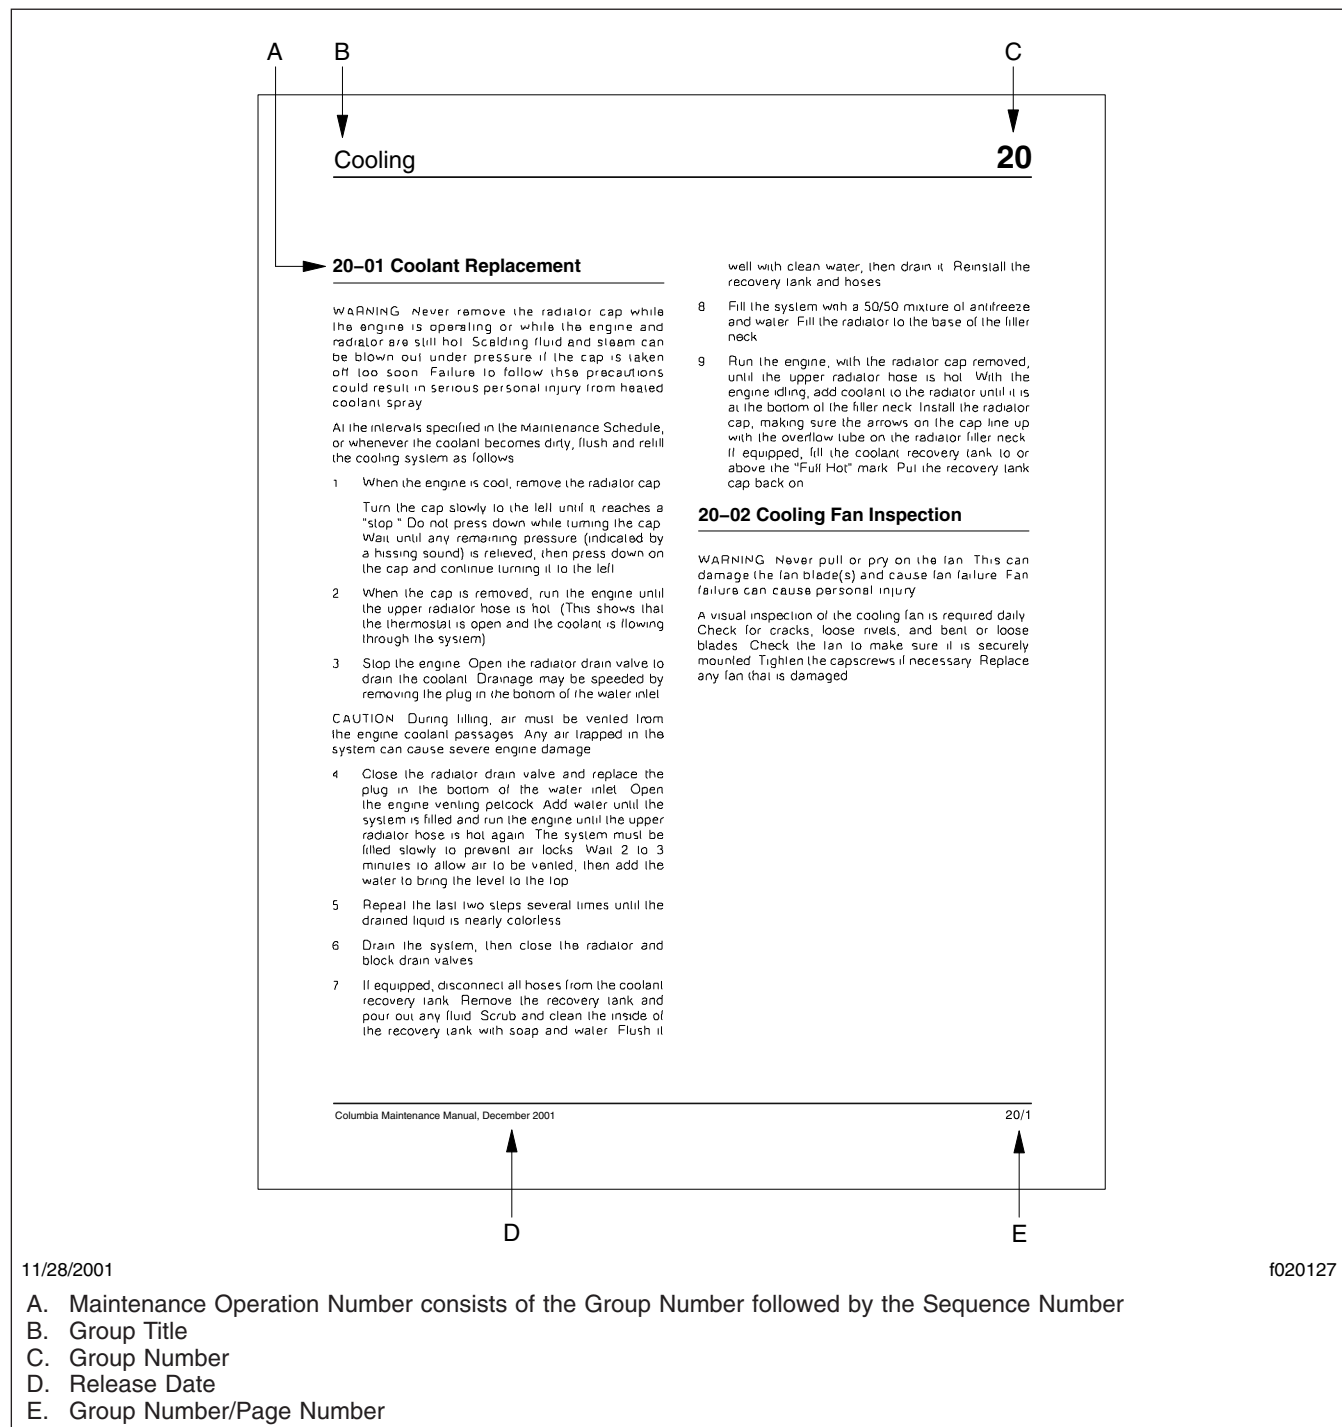 A B C
Cooling 20
20–01 Coolant Replacement
WARNING Never remove the radiator cap while
the engine is operating or while the engine and
radiator are still hot Scalding fluid and steam can
be blown out under pressure if the cap is taken
off too soon Failure to follow thse precautions
could result in serious personal injury from heated
coolant spray
At the intervals specified in the Maintenance Schedule,
or whenever the coolant becomes dirty, flush and refill
the cooling system as follows
1 When the engine is cool, remove the radiator cap
Turn the cap slowly to the left until it reaches a
"stop " Do not press down while turning the cap
Wait until any remaining pressure (indicated by
a hissing sound) is relieved, then press down on
the cap and continue turning it to the left
2 When the cap is removed, run the engine until
the upper radiator hose is hot (This shows that
the thermostat is open and the coolant is flowing
through the system)
3 Stop the engine Open the radiator drain valve to
drain the coolant Drainage may be speeded by
removing the plug in the bottom of the water inlet
CAUTION During filling, air must be vented from
the engine coolant passages Any air trapped in the
system can cause severe engine damage
4 Close the radiator drain valve and replace the
plug in the bottom of the water inlet Open
the engine venting petcock Add water until the
system is filled and run the engine until the upper
radiator hose is hot again The system must be
filled slowly to prevent air locks Wait 2 to 3
minutes to allow air to be vented, then add the
water to bring the level to the top
5 Repeat the last two steps several times until the
drained liquid is nearly colorless
6 Drain the system, then close the radiator and
block drain valves
7 If equipped, disconnect all hoses from the coolant
recovery tank Remove the recovery tank and
pour out any fluid Scrub and clean the inside of
the recovery tank with soap and water Flush it
well with clean water, then drain it Reinstall the
recovery tank and hoses
8 Fill the system with a 50/50 mixture of antifreeze
and water Fill the radiator to the base of the filler
neck
9 Run the engine, with the radiator cap removed,
until the upper radiator hose is hot With the
engine idling, add coolant to the radiator until it is
at the bottom of the filler neck Install the radiator
cap, making sure the arrows on the cap line up
with the overflow tube on the radiator filler neck
If equipped, fill the coolant recovery tank to or
above the "Full Hot" mark Put the recovery tank
cap back on
20–02 Cooling Fan Inspection
WARNING Never pull or pry on the fan This can
damage the fan blade(s) and cause fan failure Fan
failure can cause personal injury
A visual inspection of the cooling fan is required daily
Check for cracks, loose rivets, and bent or loose
blades Check the fan to make sure it is securely
mounted Tighten the capscrews if necessary Replace
any fan that is damaged
Columbia Maintenance Manual, December 2001 20/1
D E
11/28/2001 f020127
A. Maintenance Operation Number consists of the Group Number followed by the Sequence Number
B. Group Title
C. Group Number
D. Release Date
E. Group Number/Page Number